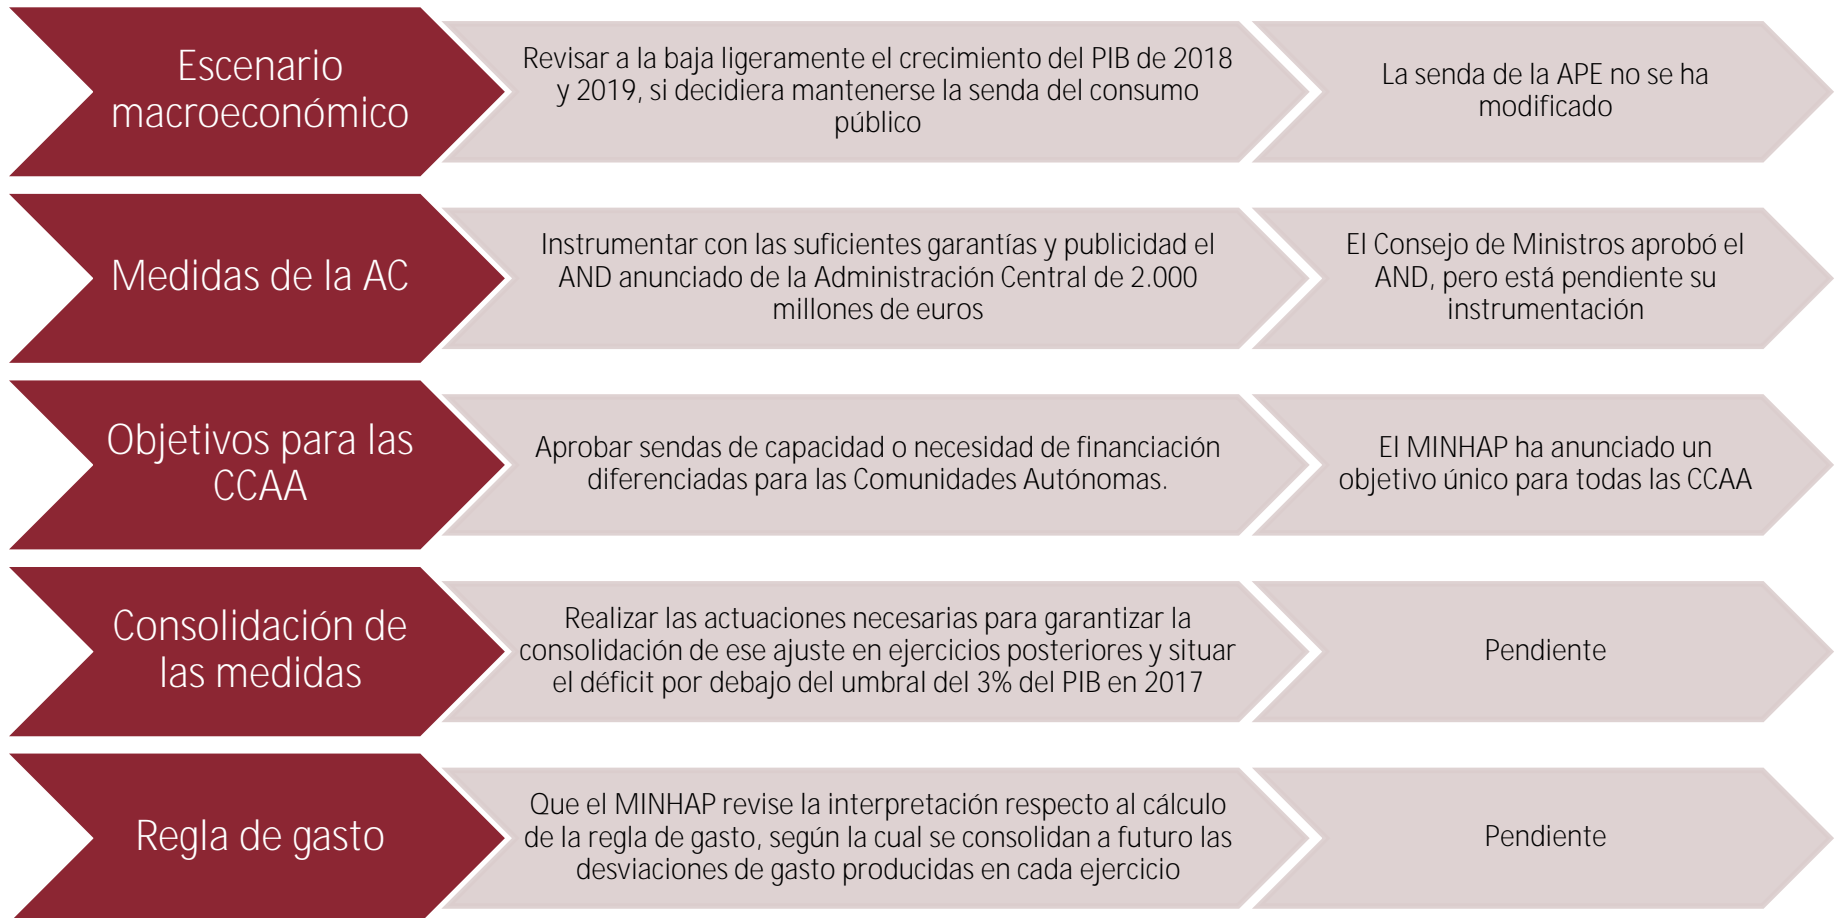 Escenario
macroeconómico
Revisar a la baja ligeramente el crecimiento del PIB de 2018
y 2019, si decidiera mantenerse la senda del consumo
público
La senda de la APE no se ha
modificado
Medidas de la AC
Instrumentar con las suficientes garantías y publicidad el
AND anunciado de la Administración Central de 2.000
millones de euros
El Consejo de Ministros aprobó el
AND, pero está pendiente su
instrumentación
Objetivos para las
CCAA
Aprobar sendas de capacidad o necesidad de financiación
diferenciadas para las Comunidades Autónomas.
El MINHAP ha anunciado un
objetivo único para todas las CCAA
Consolidación de
las medidas
Realizar las actuaciones necesarias para garantizar la
consolidación de ese ajuste en ejercicios posteriores y situar
el déficit por debajo del umbral del 3% del PIB en 2017
Pendiente
Regla de gasto
Que el MINHAP revise la interpretación respecto al cálculo
de la regla de gasto, según la cual se consolidan a futuro las
desviaciones de gasto producidas en cada ejercicio
Pendiente